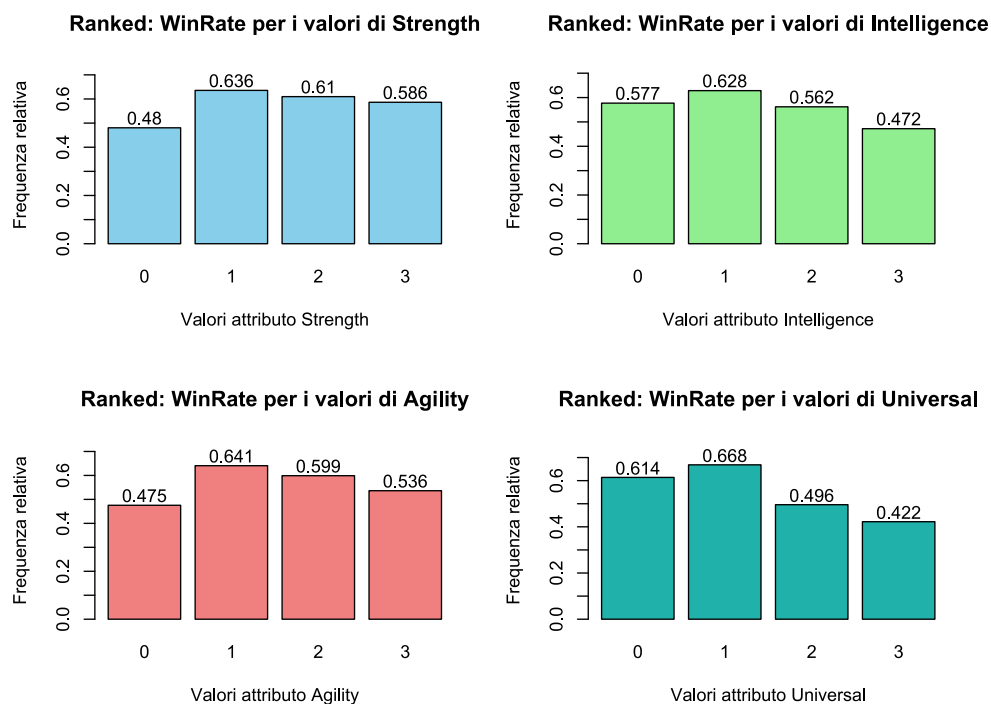 Ranked: WinRate per i valori di Strength
Frequenza relativa
0.0 0.2 0.4 0.6
0.48 0.636 0.61 0.586
0 1 2 3
Valori attributo Strength
Ranked: WinRate per i valori di Intelligence
Frequenza relativa
0.0 0.2 0.4 0.6
0.577 0.628 0.562 0.472
0 1 2 3
Valori attributo Intelligence
Ranked: WinRate per i valori di Agility
Frequenza relativa
0.0 0.2 0.4 0.6
0.475 0.641 0.599 0.536
0 1 2 3
Valori attributo Agility
Ranked: WinRate per i valori di Universal
Frequenza relativa
0.0 0.2 0.4 0.6
0.614 0.668 0.496 0.422
0 1 2 3
Valori attributo Universal